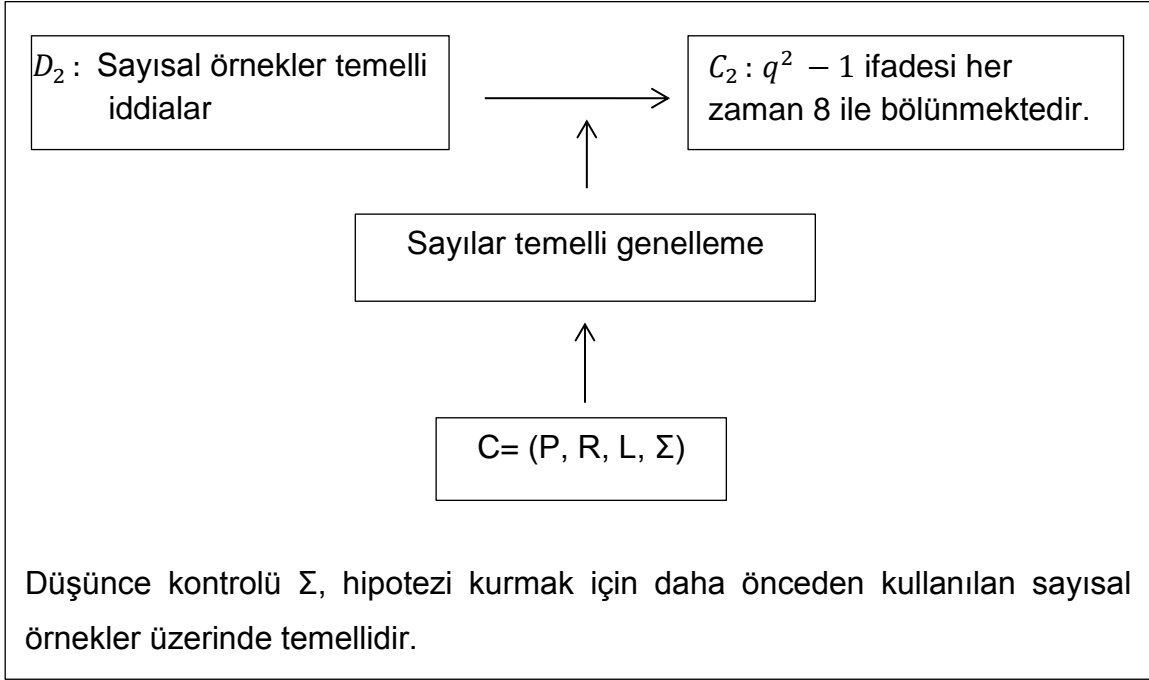 D₂ : Sayısal örnekler temelli
iddialar
C₂ : q² − 1 ifadesi her
zaman 8 ile bölünmektedir.
Sayılar temelli genelleme
C= (P, R, L, Σ)
Düşünce kontrolü Σ, hipotezi kurmak için daha önceden kullanılan sayısal
örnekler üzerinde temellidir.